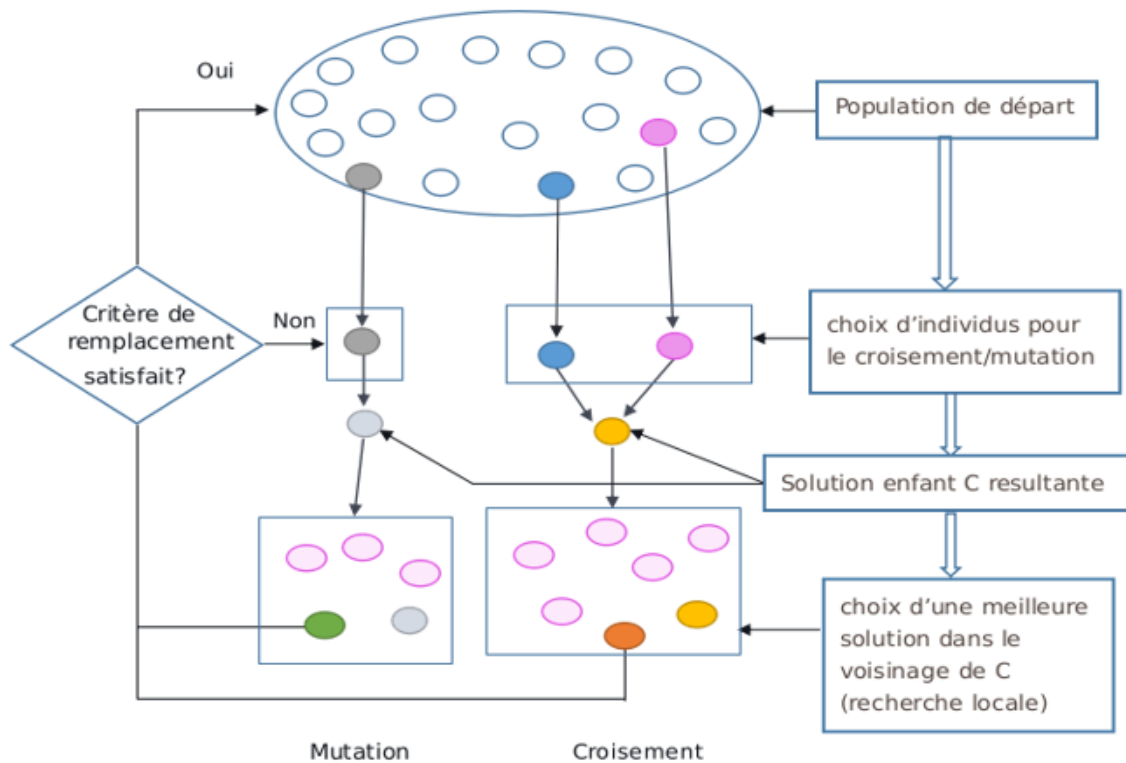 Oui
Population de départ
Critère de
remplacement
satisfait?
Non
choix d'individus pour
le croisement/mutation
Solution enfant C resultante
choix d'une meilleure
solution dans le
voisinage de C
(recherche locale)
Mutation
Croisement